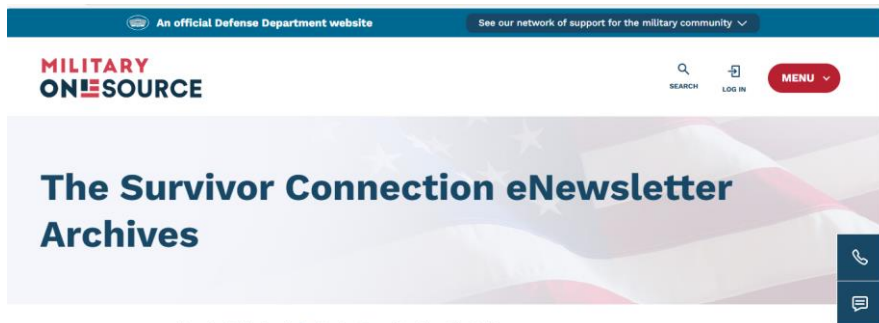 An official Defense Department website
See our network of support for the military community
MILITARY
ONESOURCE
SEARCH
LOG IN
MENU
The Survivor Connection eNewsletter
Archives